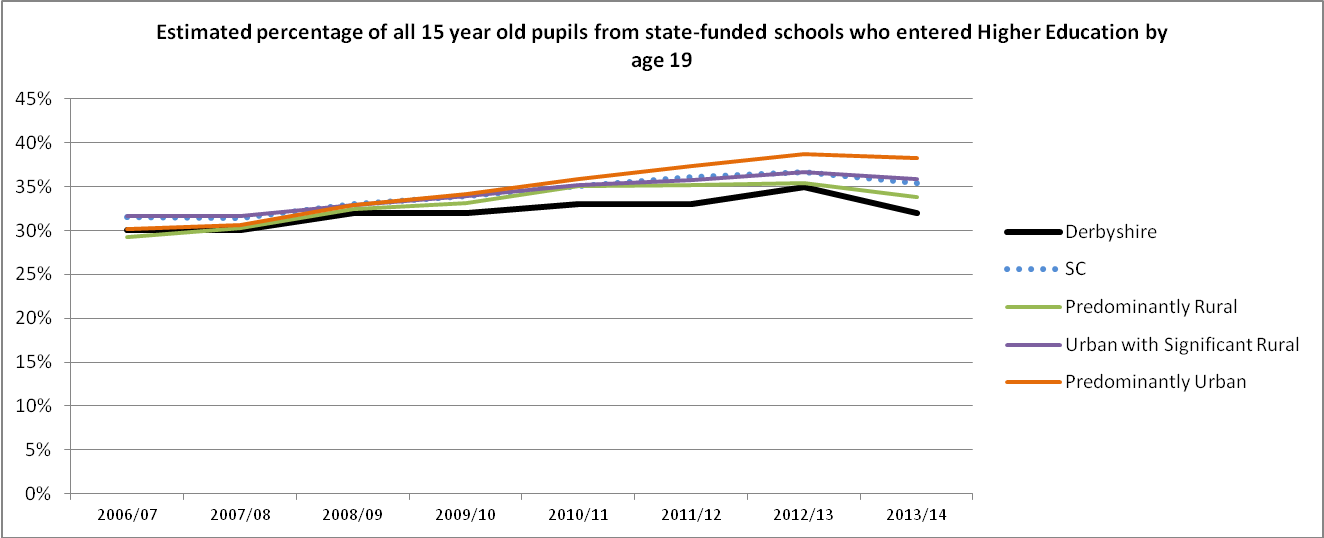 Estimated percentage of all 15 year old pupils from state-funded schools who entered Higher Education by
age 19
45%
40%
35%
30%
25%
20%
15%
10%
5%
0%
2006/07 2007/08 2008/09 2009/10 2010/11 2011/12 2012/13 2013/14
Derbyshire
SC
Predominantly Rural
Urban with Significant Rural
Predominantly Urban